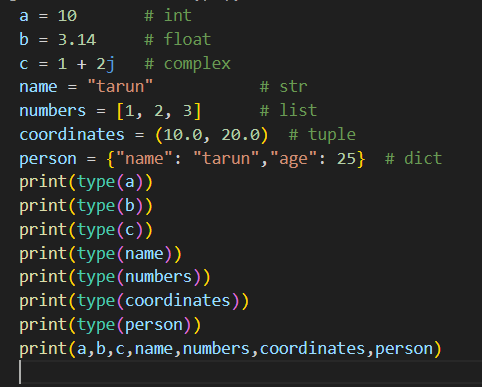 a = 10        # int
b = 3.14      # float
c = 1 + 2j    # complex
name = "tarun"              # str
numbers = [1, 2, 3]         # list
coordinates = (10.0, 20.0)  # tuple
person = {"name": "tarun","age": 25}  # dict
print(type(a))
print(type(b))
print(type(c))
print(type(name))
print(type(numbers))
print(type(coordinates))
print(type(person))
print(a,b,c,name,numbers,coordinates,person)